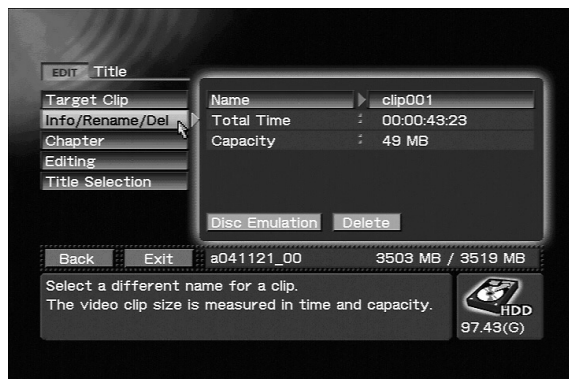 EDIT Title
Target Clip
Info/Rename/Del
Chapter
Editing
Title Selection
Name clip001
Total Time : 00:00:43:23
Capacity : 49 MB
Disc Emulation Delete
Back Exit a041121_00 3503 MB / 3519 MB
Select a different name for a clip.
The video clip size is measured in time and capacity.
HDD
97.43(G)